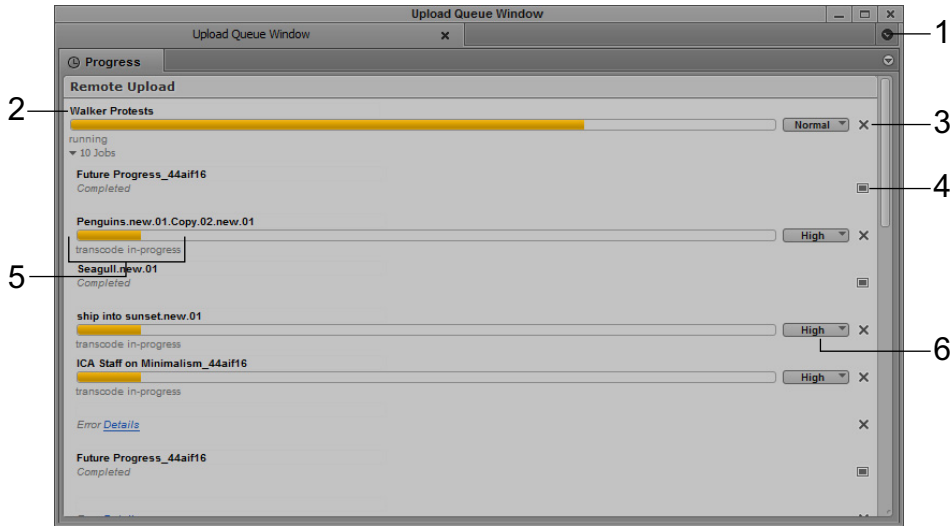 Upload Queue Window
Upload Queue Window
1
Progress
Remote Upload
2
Walker Protests
Normal
3
running
10 Jobs
Future Progress_44aif16
Completed
4
Penguins.new.01.Copy.02.new.01
High
transcode in-progress
5
Seagull.new.01
Completed
ship into sunset.new.01
High
transcode in-progress
6
ICA Staff on Minimalism_44aif16
High
transcode in-progress
Error Details
Future Progress_44aif16
Completed